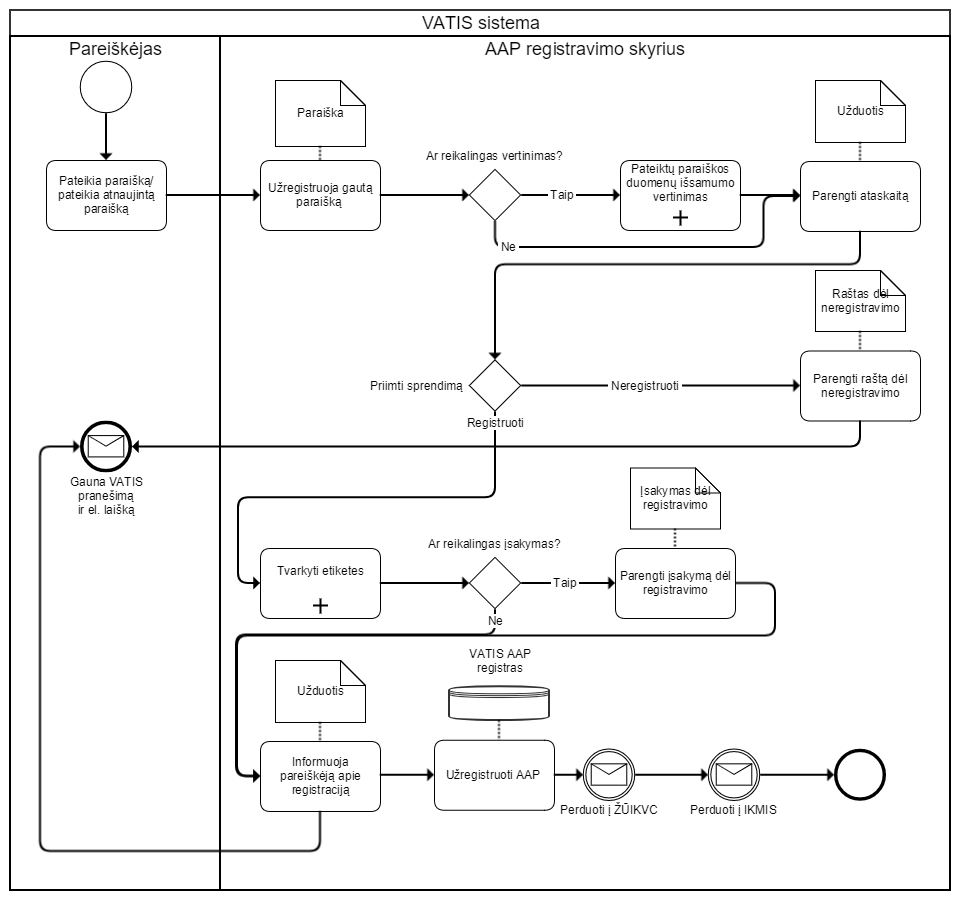 VATIS sistema
Pareiškėjas
AAP registravimo skyrius
Paraiška
Užduotis
Ar reikalingas vertinimas?
Pateikia paraišką/
pateikia atnaujintą
paraišką
Užregistruoja gautą
paraišką
Taip
Pateiktų paraiškos
duomenų išsamumo
vertinimas
Parengti ataskaitą
Ne
Raštas dėl
neregistravimo
Priimti sprendimą
Neregistruoti
Parengti raštą dėl
neregistravimo
Registruoti
Gauna VATIS
pranešimą
ir el. laišką
Įsakymas dėl
registravimo
Ar reikalingas įsakymas?
Tvarkyti etiketes
Taip
Parengti įsakymą dėl
registravimo
Ne
VATIS AAP
registras
Užduotis
Informuoja
pareiškėją apie
registraciją
Užregistruoti AAP
Perduoti į ŽŪIKVC
Perduoti į IKMIS